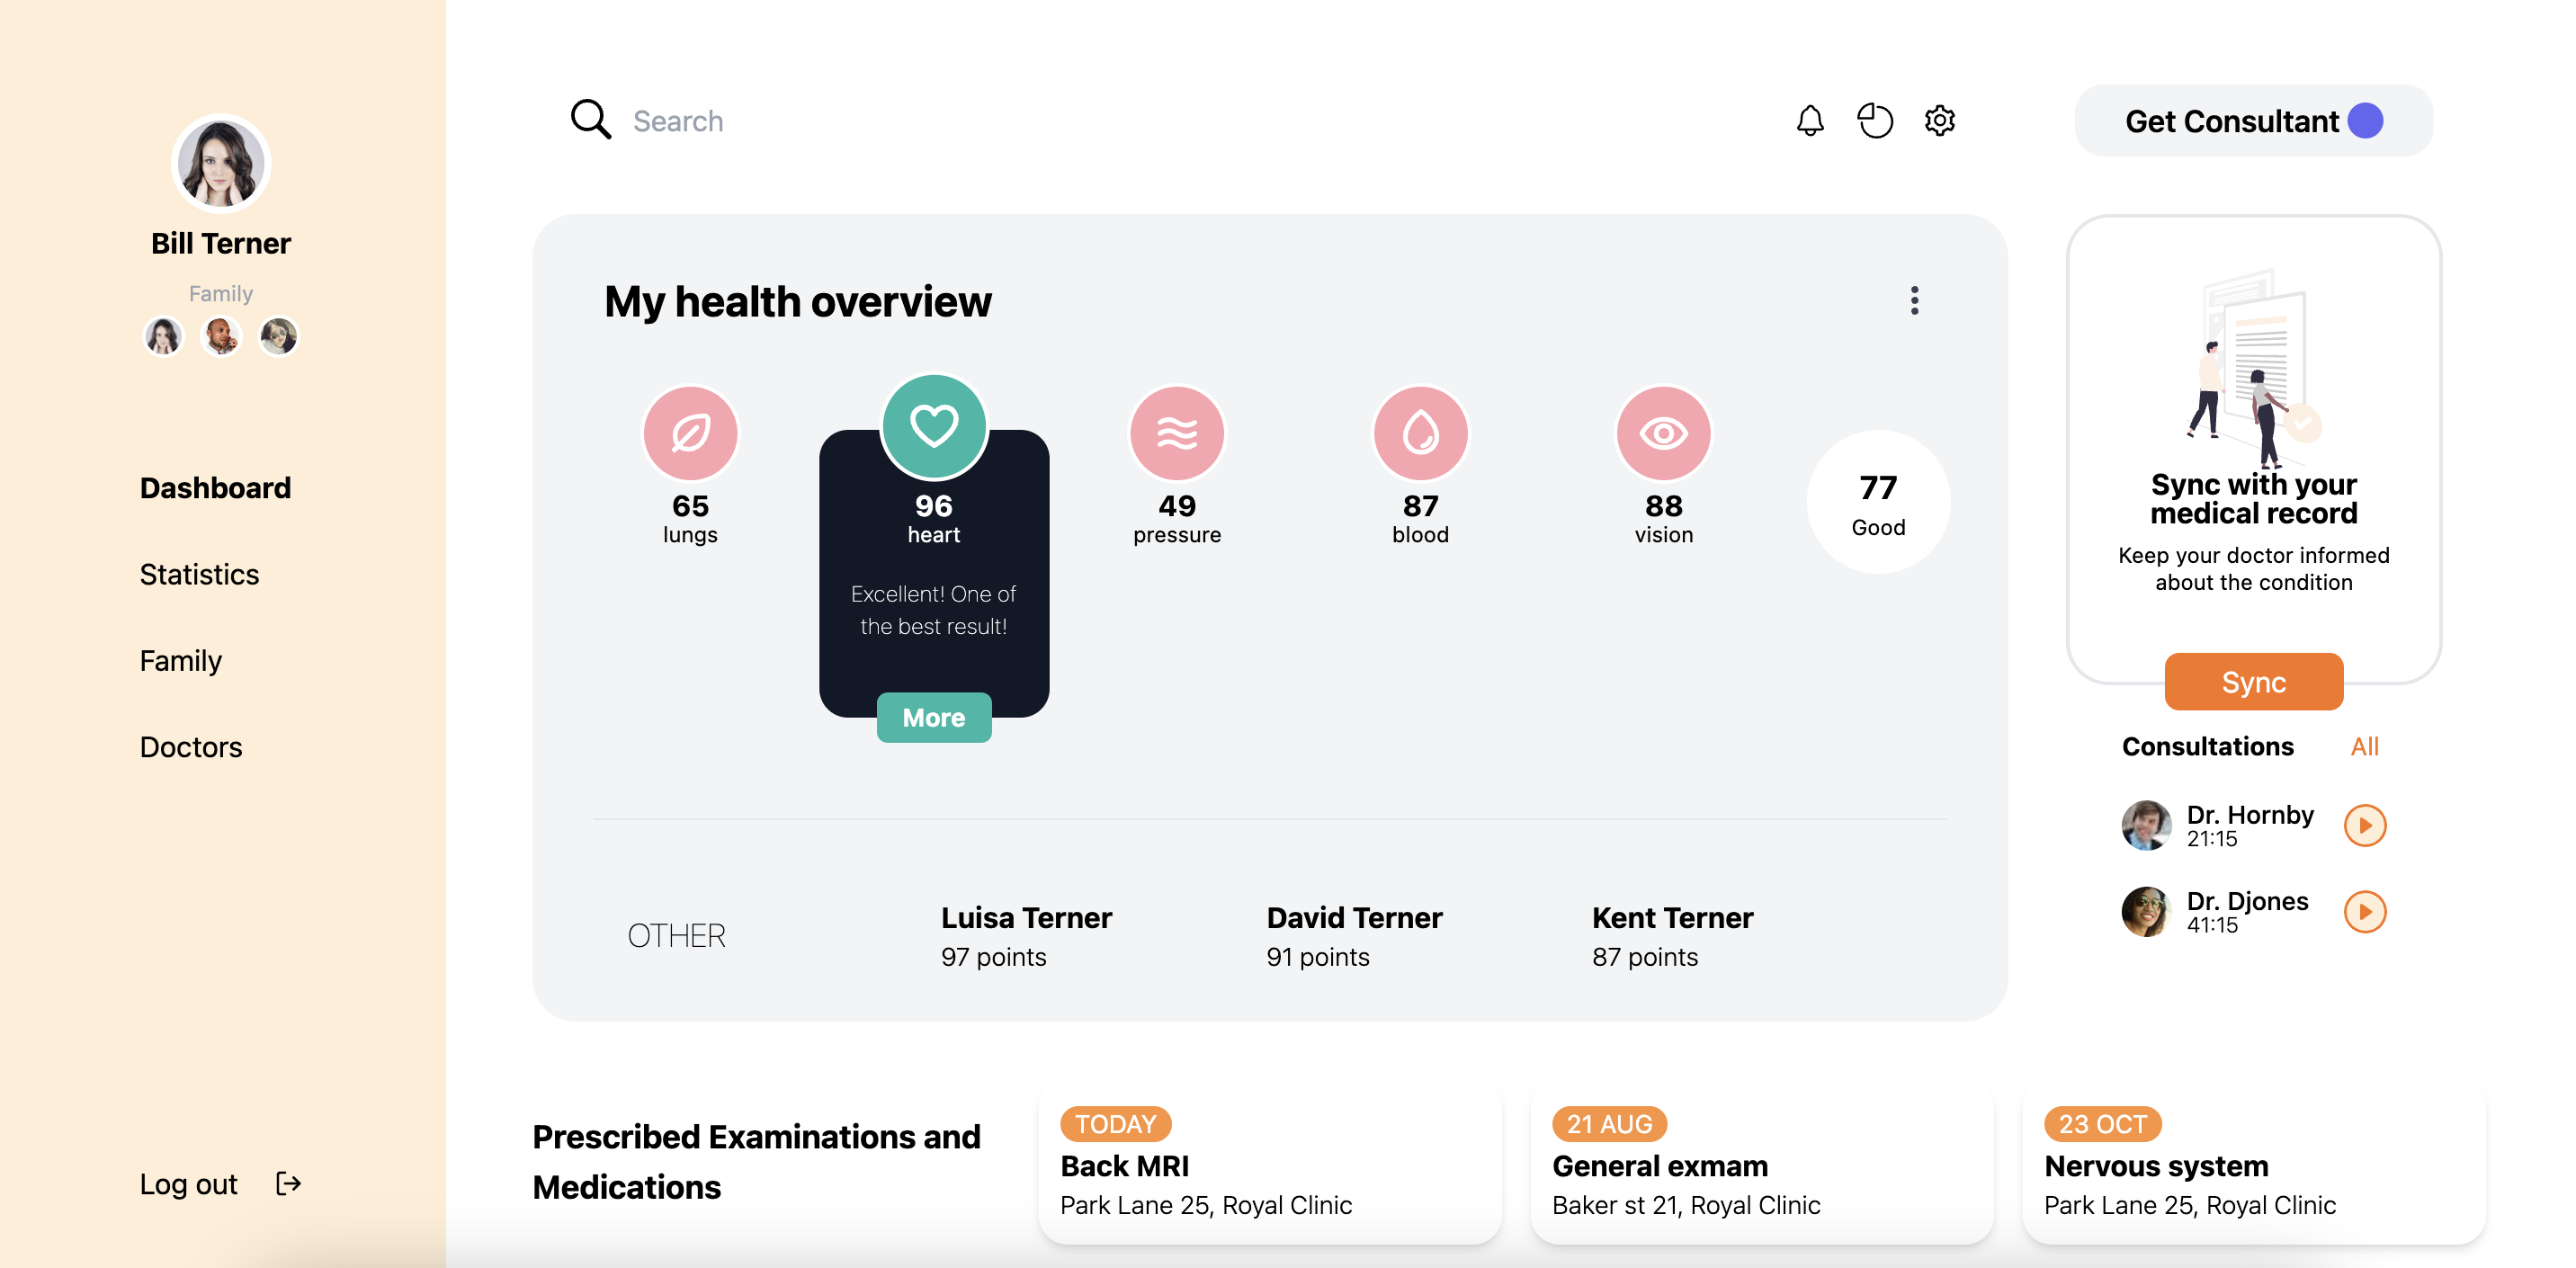 Bill Terner
Family
Dashboard
Statistics
Family
Doctors
Log out
Search
Get Consultant
My health overview
65
lungs
96
heart
Excellent! One of
the best result!
More
49
pressure
87
blood
88
vision
77
Good
OTHER
Luisa Terner
97 points
David Terner
91 points
Kent Terner
87 points
Sync with your
medical record
Keep your doctor informed
about the condition
Sync
Consultations
All
Dr. Hornby
21:15
Dr. Djones
41:15
Prescribed Examinations and
Medications
TODAY
Back MRI
Park Lane 25, Royal Clinic
21 AUG
General exmam
Baker st 21, Royal Clinic
23 OCT
Nervous system
Park Lane 25, Royal Clinic